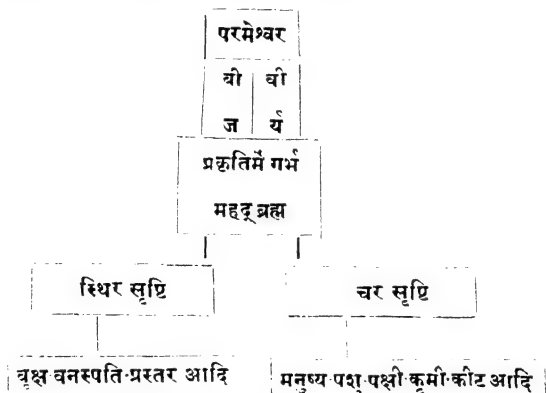 परमेश्वर
बी वी
ज र्य
प्रकृतिमें गर्भ
महद् ब्रह्म
स्थिर सृष्टि
चर सृष्टि
वृक्ष·वनस्पति·प्रस्तर आदि
मनुष्य·पशु·पक्षी·कृमी·कीट आदि